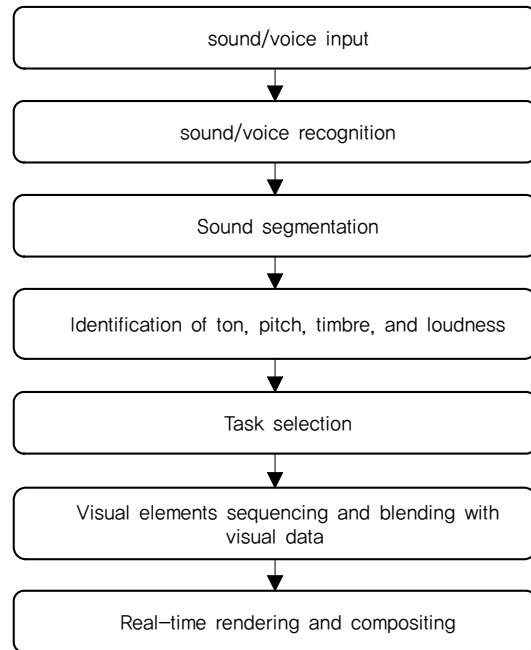 sound/voice input
sound/voice recognition
Sound segmentation
Identification of ton, pitch, timbre, and loudness
Task selection
Visual elements sequencing and blending with
visual data
Real-time rendering and compositing